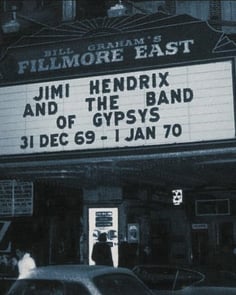 BILL GRAHAM'S
FILLMORE EAST
JIMI HENDRIX
AND THE BAND
OF GYPSYS
31 DEC 69 - 1 JAN 70